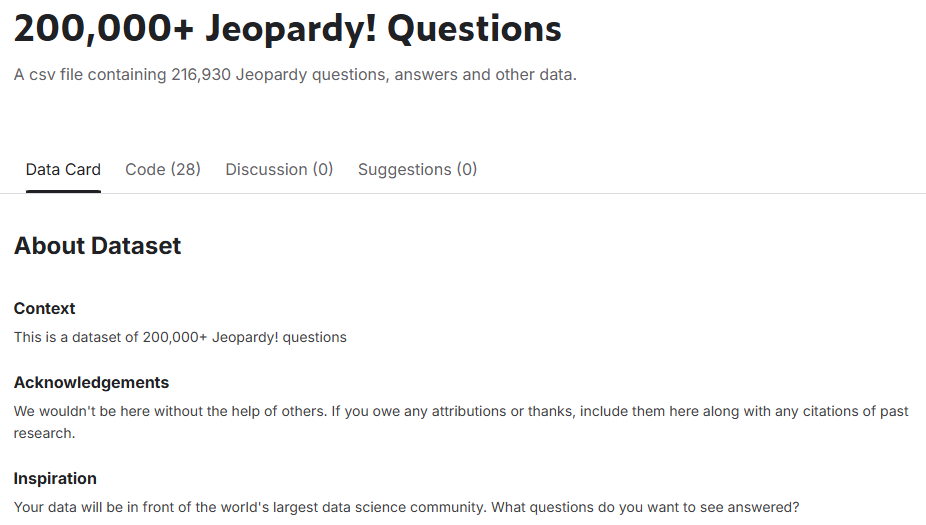 200,000+ Jeopardy! Questions
A csv file containing 216,930 Jeopardy questions, answers and other data.
Data Card Code (28) Discussion (0) Suggestions (0)
About Dataset
Context
This is a dataset of 200,000+ Jeopardy! questions
Acknowledgements
We wouldn't be here without the help of others. If you owe any attributions or thanks, include them here along with any citations of past
research.
Inspiration
Your data will be in front of the world's largest data science community. What questions do you want to see answered?